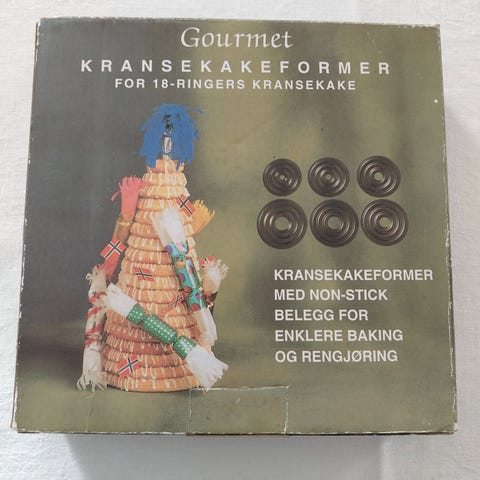 Gourmet
KRANSEKAKEFORMER
FOR 18-RINGERS KRANSEKAKE
KRANSEKAKEFORMER
MED NON-STICK
BELEGG FOR
ENKLERE BAKING
OG RENGJØRING